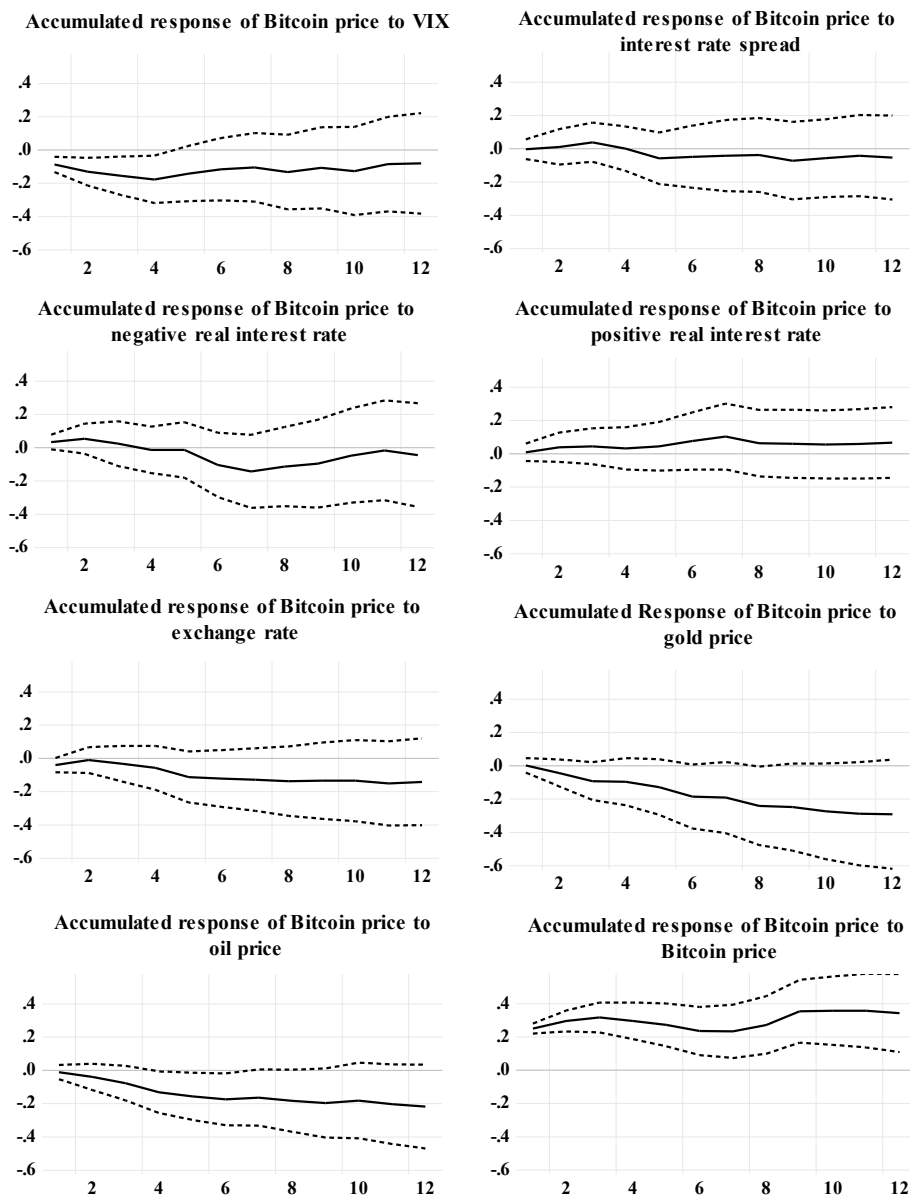 Accumulated response of Bitcoin price to VIX
.4
.2
.0
-.2
-.4
-.6
2 4 6 8 10 12
Accumulated response of Bitcoin price to
interest rate spread
.4
.2
.0
-.2
-.4
-.6
2 4 6 8 10 12
Accumulated response of Bitcoin price to
negative real interest rate
.4
.2
.0
-.2
-.4
-.6
2 4 6 8 10 12
Accumulated response of Bitcoin price to
positive real interest rate
.4
.2
.0
-.2
-.4
-.6
2 4 6 8 10 12
Accumulated response of Bitcoin price to
exchange rate
.4
.2
.0
-.2
-.4
-.6
2 4 6 8 10 12
Accumulated Response of Bitcoin price to
gold price
.4
.2
.0
-.2
-.4
-.6
2 4 6 8 10 12
Accumulated response of Bitcoin price to
oil price
.4
.2
.0
-.2
-.4
-.6
2 4 6 8 10 12
Accumulated response of Bitcoin price to
Bitcoin price
.4
.2
.0
-.2
-.4
-.6
2 4 6 8 10 12